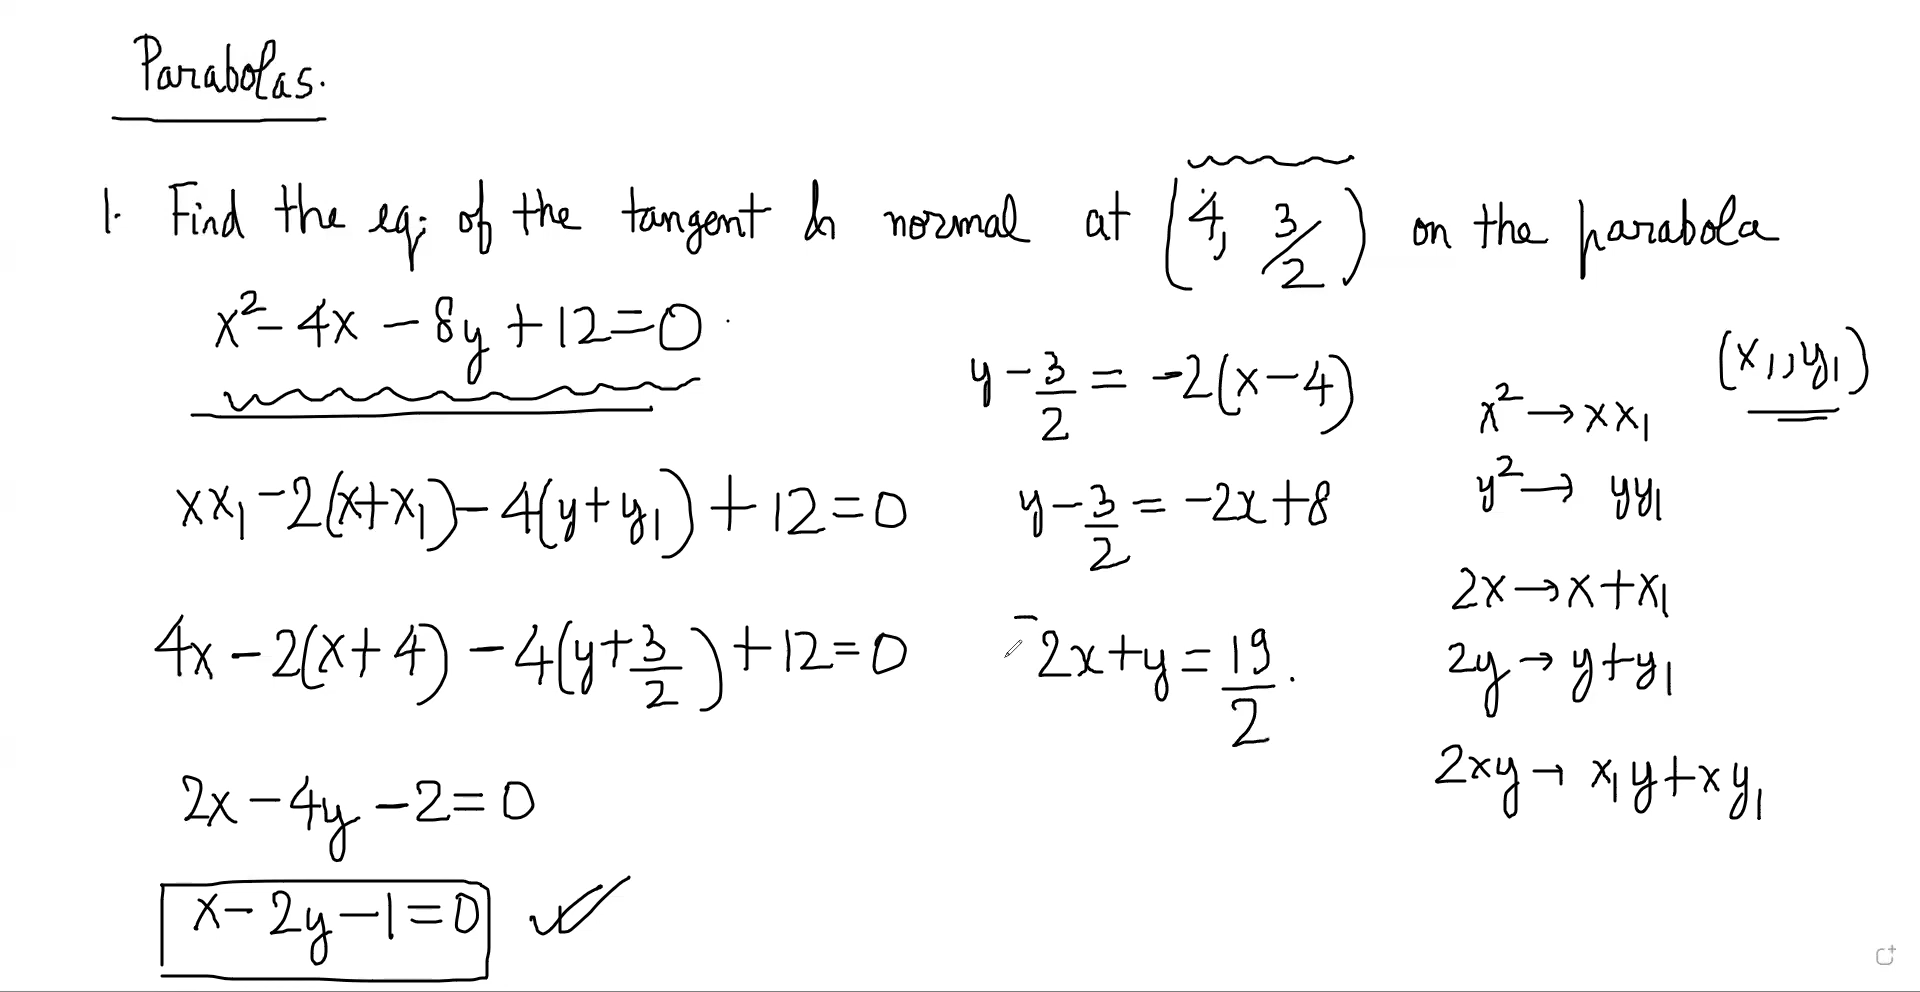 Parabolas.
1. Find the eq: of the tangent & normal at (4, 3/2) on the parabola
x² - 4x - 8y + 12 = 0
xx₁ - 2(x+x₁) - 4(y+y₁) + 12 = 0
4x - 2(x+4) - 4(y + 3/2) + 12 = 0
2x - 4y - 2 = 0
x - 2y - 1 = 0
y - 3/2 = -2(x-4)
y - 3/2 = -2x + 8
2x + y = 19/2.
(x₁, y₁)
x² → xx₁
y² → yy₁
2x → x + x₁
2y → y + y₁
2xy → x₁y + xy₁